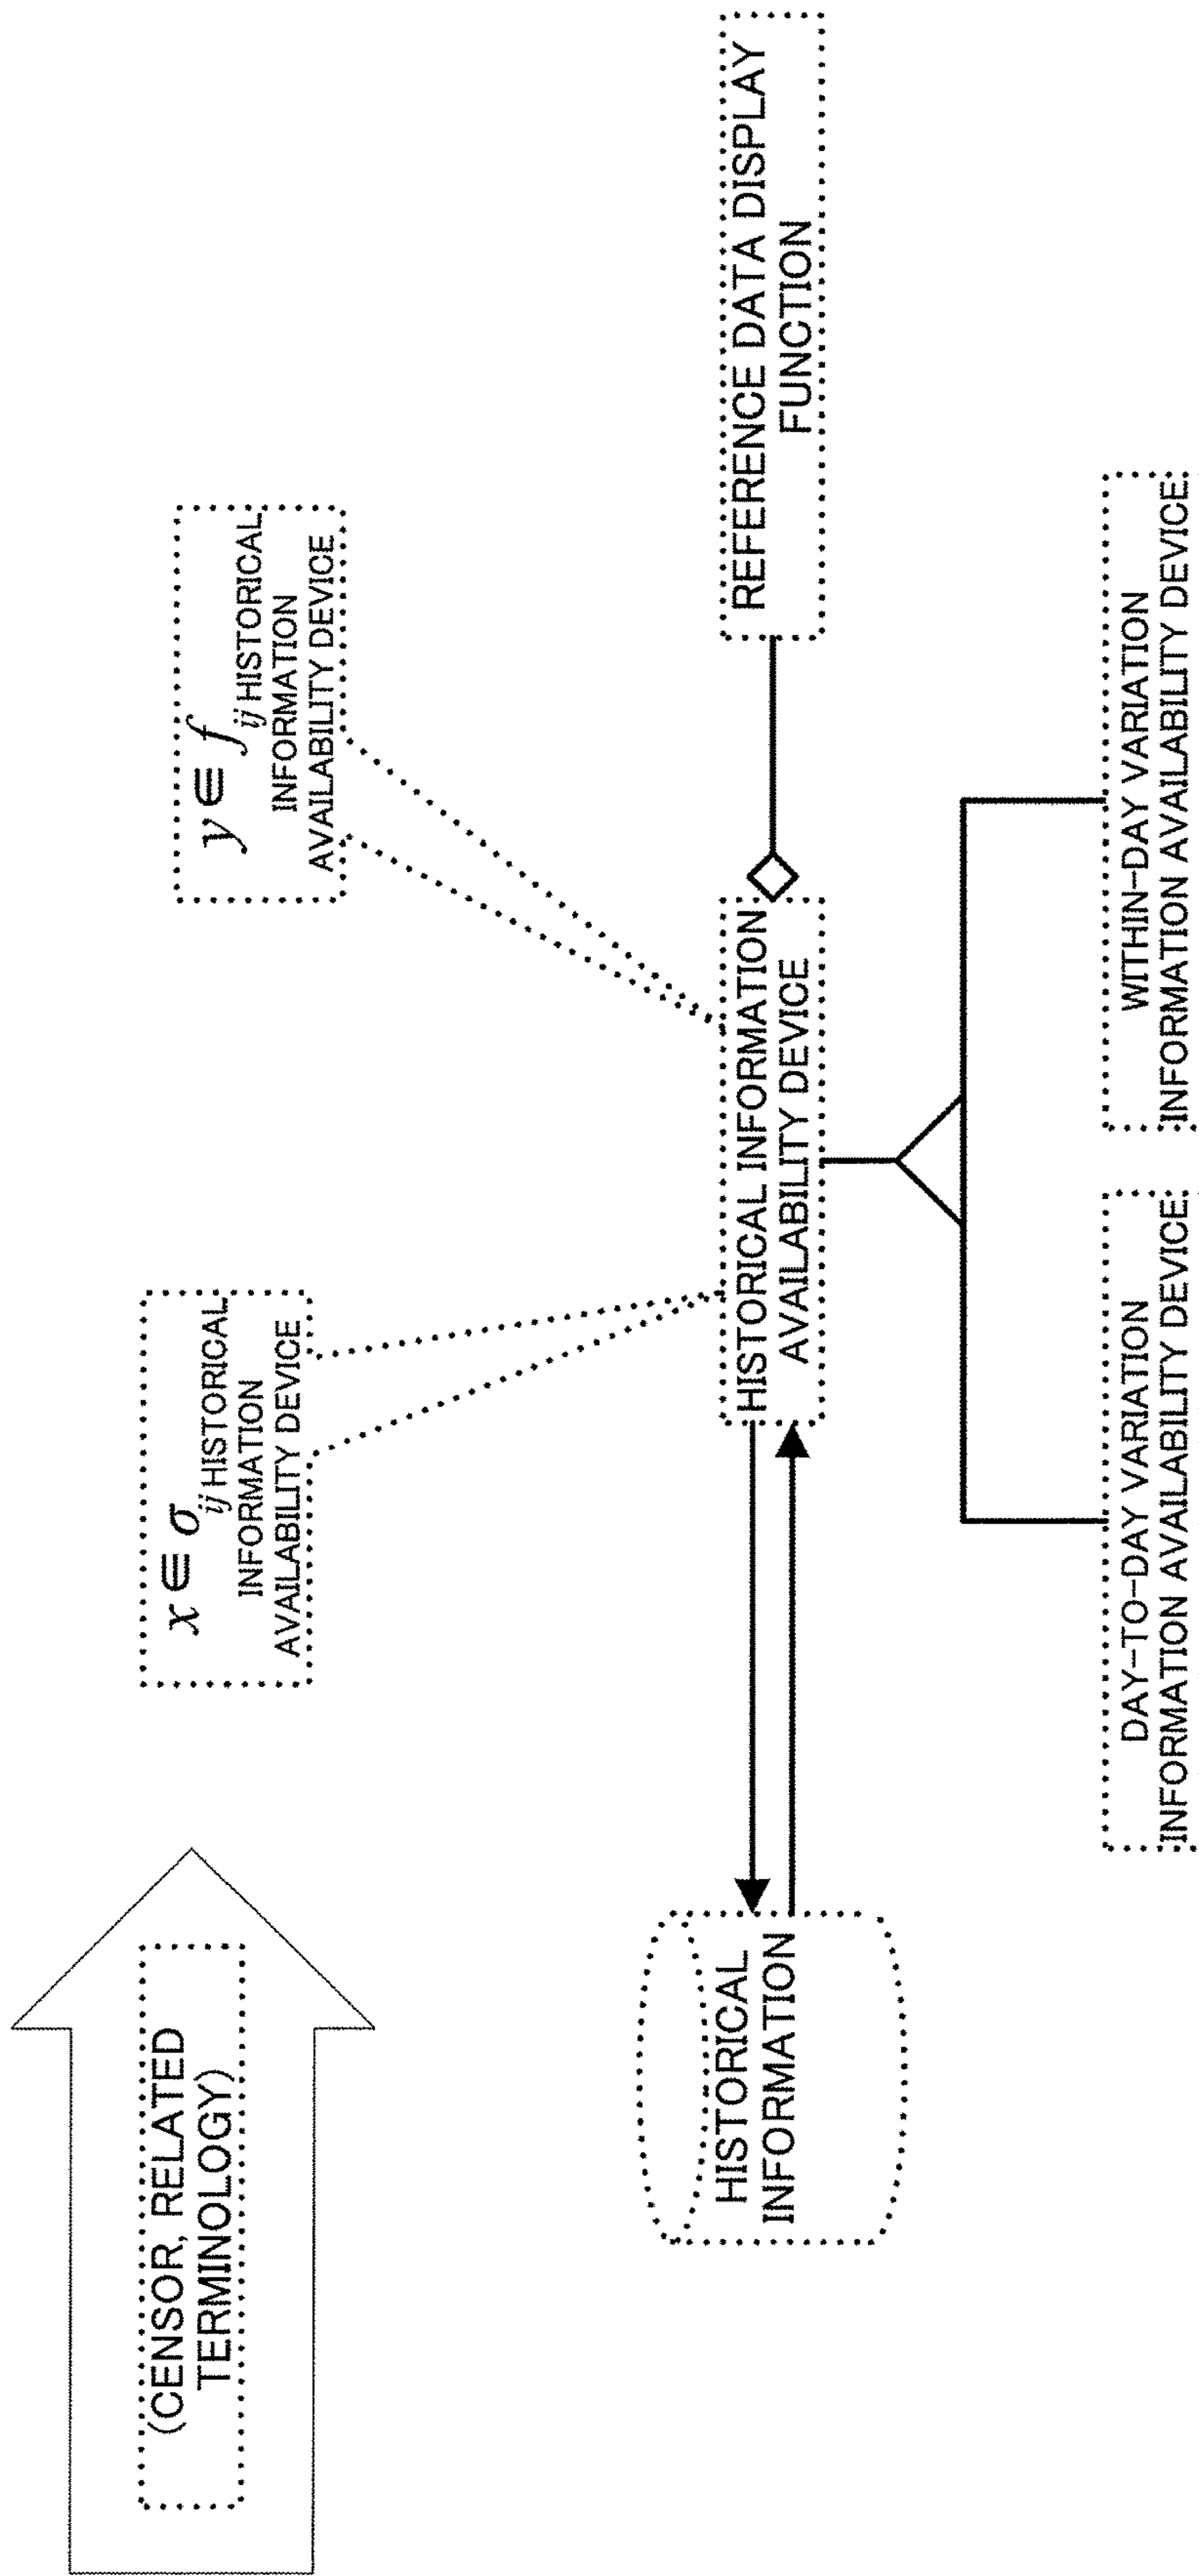 (CENSOR, RELATED
TERMINOLOGY)
x ∈ σ
ij HISTORICAL
INFORMATION
AVAILABILITY DEVICE
y ∈ f
ij HISTORICAL
INFORMATION
AVAILABILITY DEVICE
HISTORICAL
INFORMATION
HISTORICAL INFORMATION
AVAILABILITY DEVICE
REFERENCE DATA DISPLAY
FUNCTION
DAY-TO-DAY VARIATION
INFORMATION AVAILABILITY DEVICE
WITHIN-DAY VARIATION
INFORMATION AVAILABILITY DEVICE